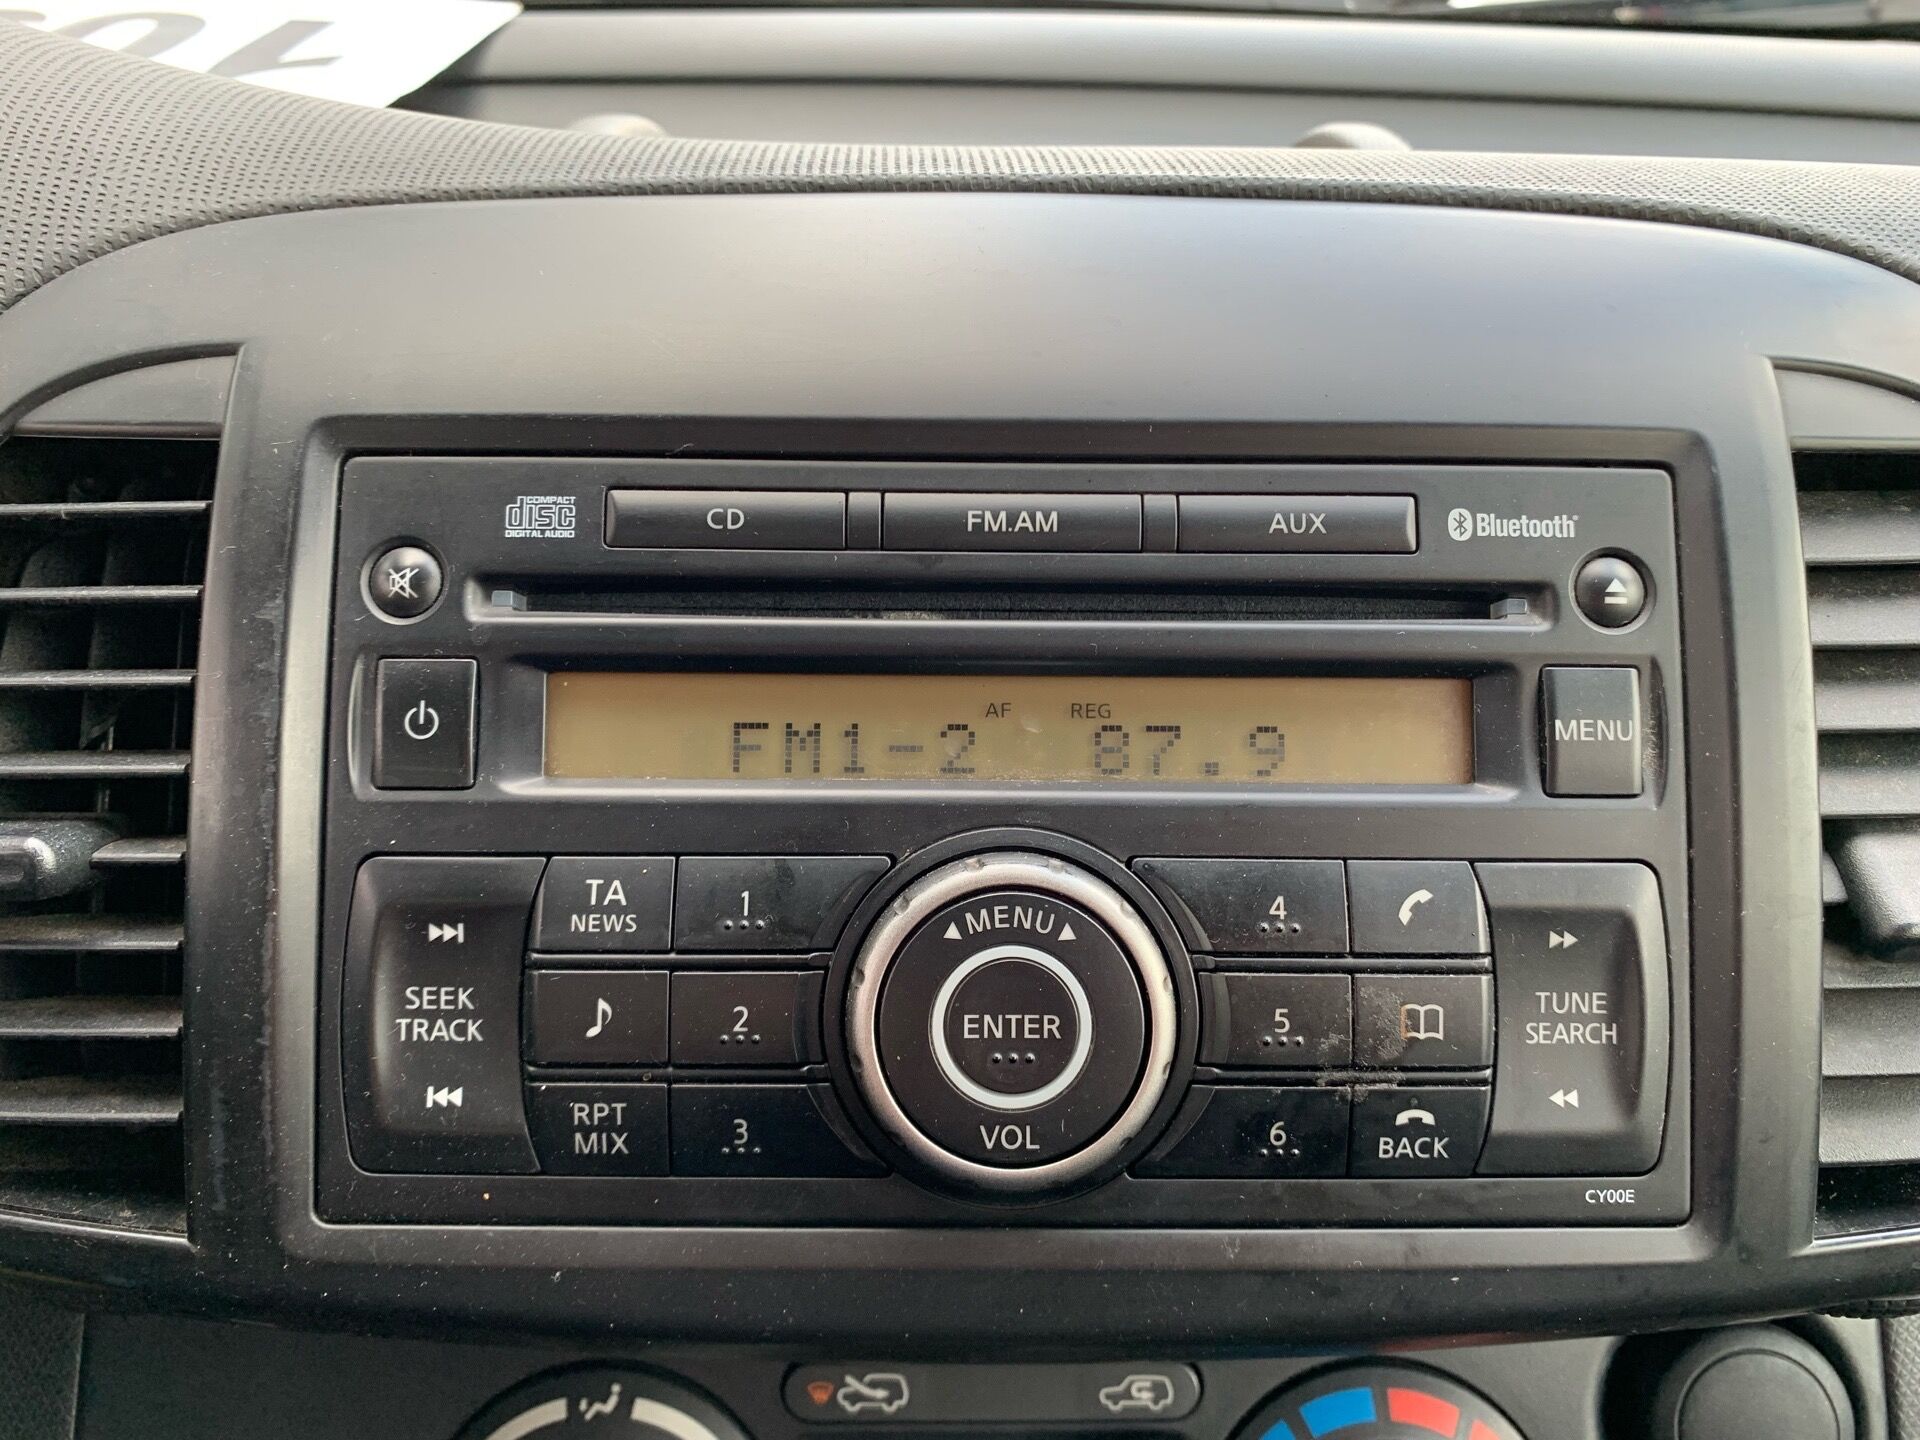 COMPACT
disc
DIGITAL AUDIO
CD
FM.AM
AUX
Bluetooth®
AF REG
FM1-2 87.9
MENU
SEEK
TRACK
TA
NEWS
1
2
RPT
MIX
3
MENU
ENTER
VOL
4
5
6
BACK
TUNE
SEARCH
CY00E